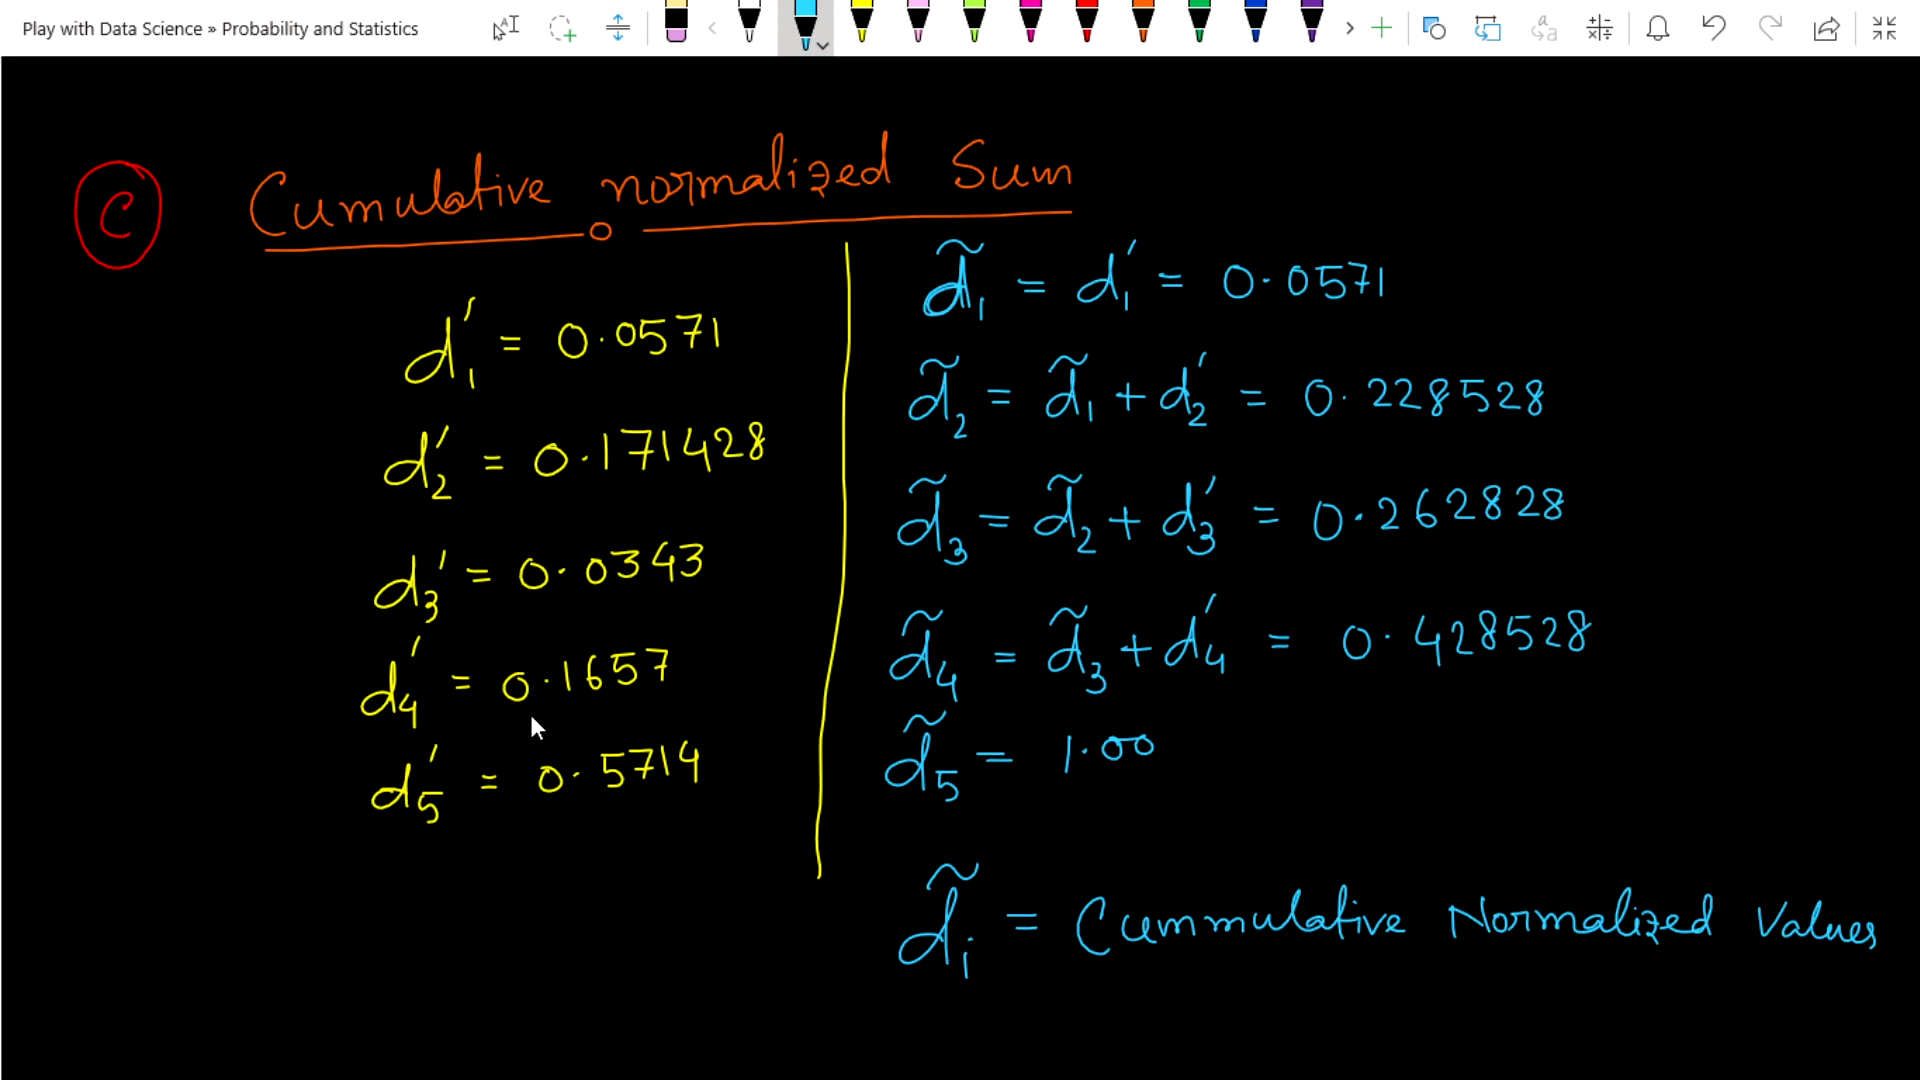 Play with Data Science » Probability and Statistics
C Cumulative normalized Sum
d₁′ = 0.0571
d₂′ = 0.171428
d₃′ = 0.0343
d₄′ = 0.1657
d₅′ = 0.5714
d̃₁ = d₁′ = 0.0571
d̃₂ = d̃₁ + d₂′ = 0.228528
d̃₃ = d̃₂ + d₃′ = 0.262828
d̃₄ = d̃₃ + d₄′ = 0.428528
d̃₅ = 1.00
d̃ᵢ = Cummulative Normalized Values